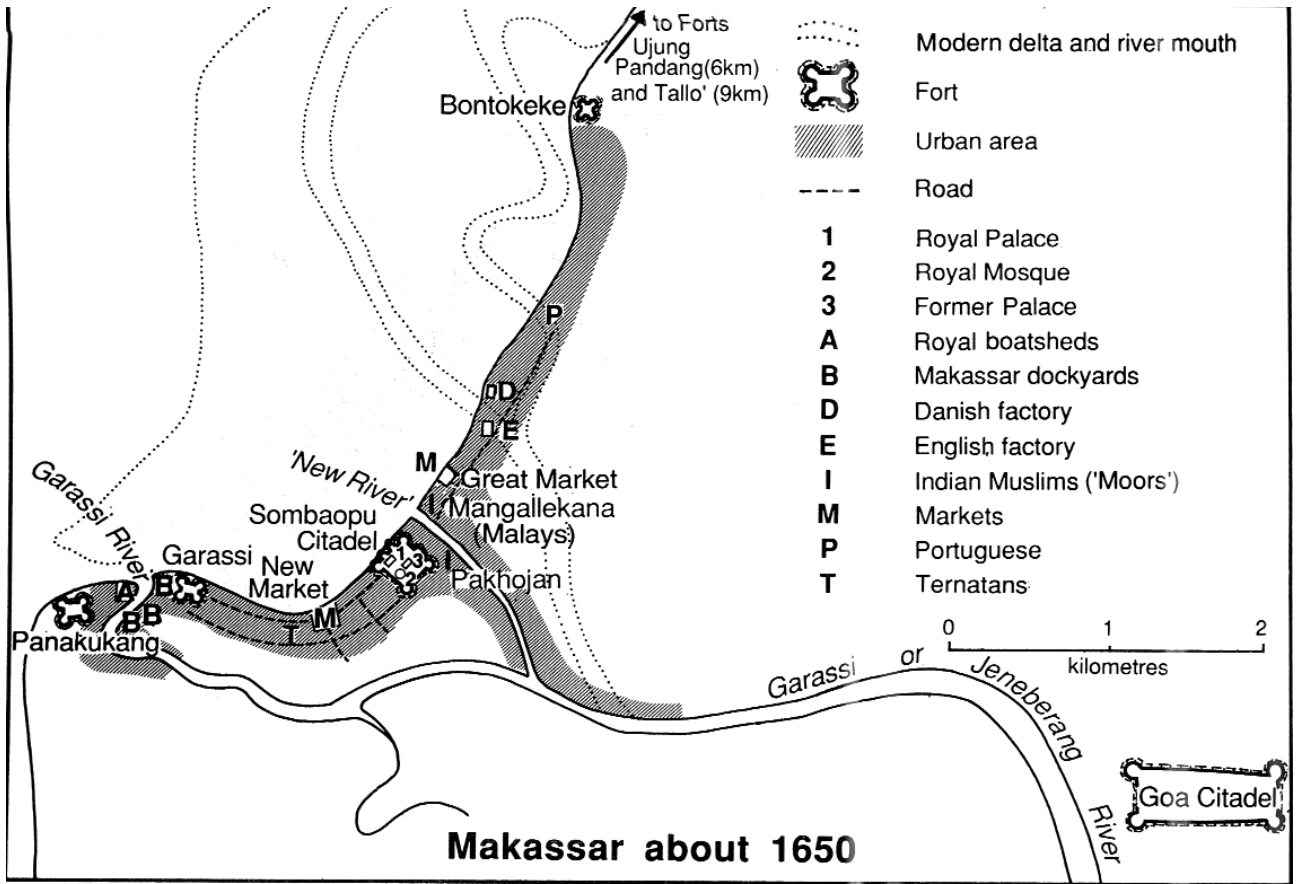 'to Forts
Ujung
Pandang(6km)
and Tallo' (9km)
Bontokeke
Modern delta and river mouth
Fort
Urban area
Road
1 Royal Palace
2 Royal Mosque
3 Former Palace
A Royal boatsheds
B Makassar dockyards
D Danish factory
E English factory
I Indian Muslims ('Moors')
M Markets
P Portuguese
T Ternatans
0 1 2
kilometres
P
D
E
M
Great Market
'New River'
I
Mangallekana
(Malays)
Sombaopu
Citadel
1
3
2
I
Pakhojan
Garassi River
Garassi
New
Market
A
B
B
B
M
T
Panakukang
Garassi or Jeneberang River
Goa Citadel
Makassar about 1650